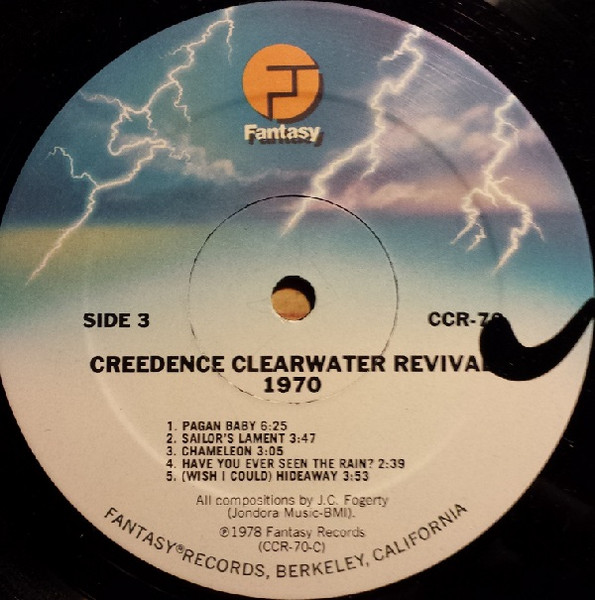 Fantasy
SIDE 3
CREEDENCE CLEARWATER REVIVAL
1970
1. PAGAN BABY 6:25
2. SAILOR'S LAMENT 3:47
3. CHAMELEON 3:05
4. HAVE YOU EVER SEEN THE RAIN? 2:39
5. (WISH I COULD) HIDEAWAY 3:53
All compositions by J.C. Fogerty
(Jondora Music-BMI).
℗1978 Fantasy Records
(CCR-70-C)
FANTASY®RECORDS, BERKELEY, CALIFORNIA